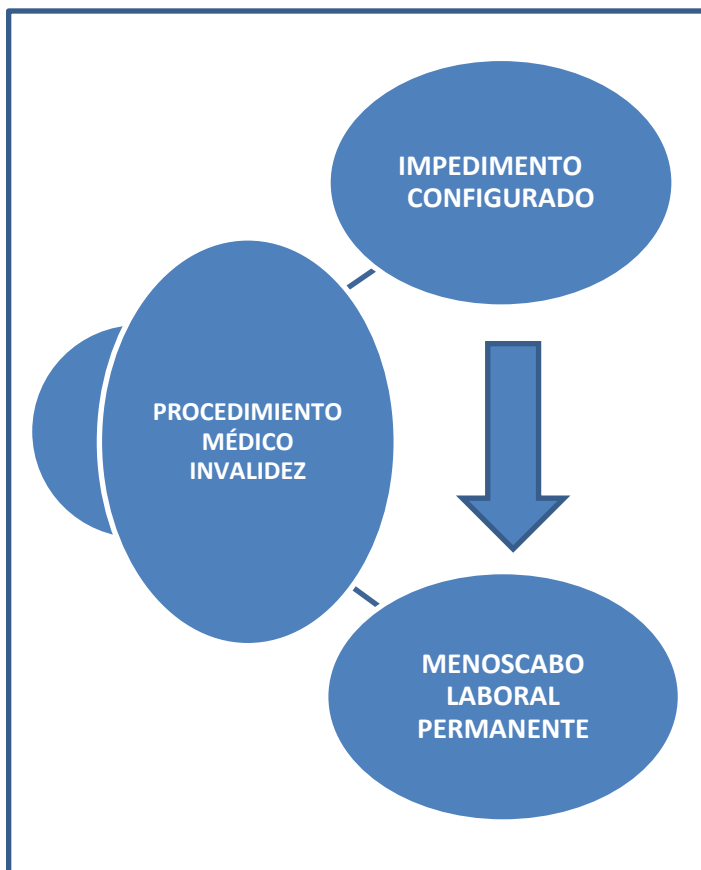 IMPEDIMENTO
CONFIGURADO
PROCEDIMIENTO
MÉDICO
INVALIDEZ
MENOSCABO
LABORAL
PERMANENTE